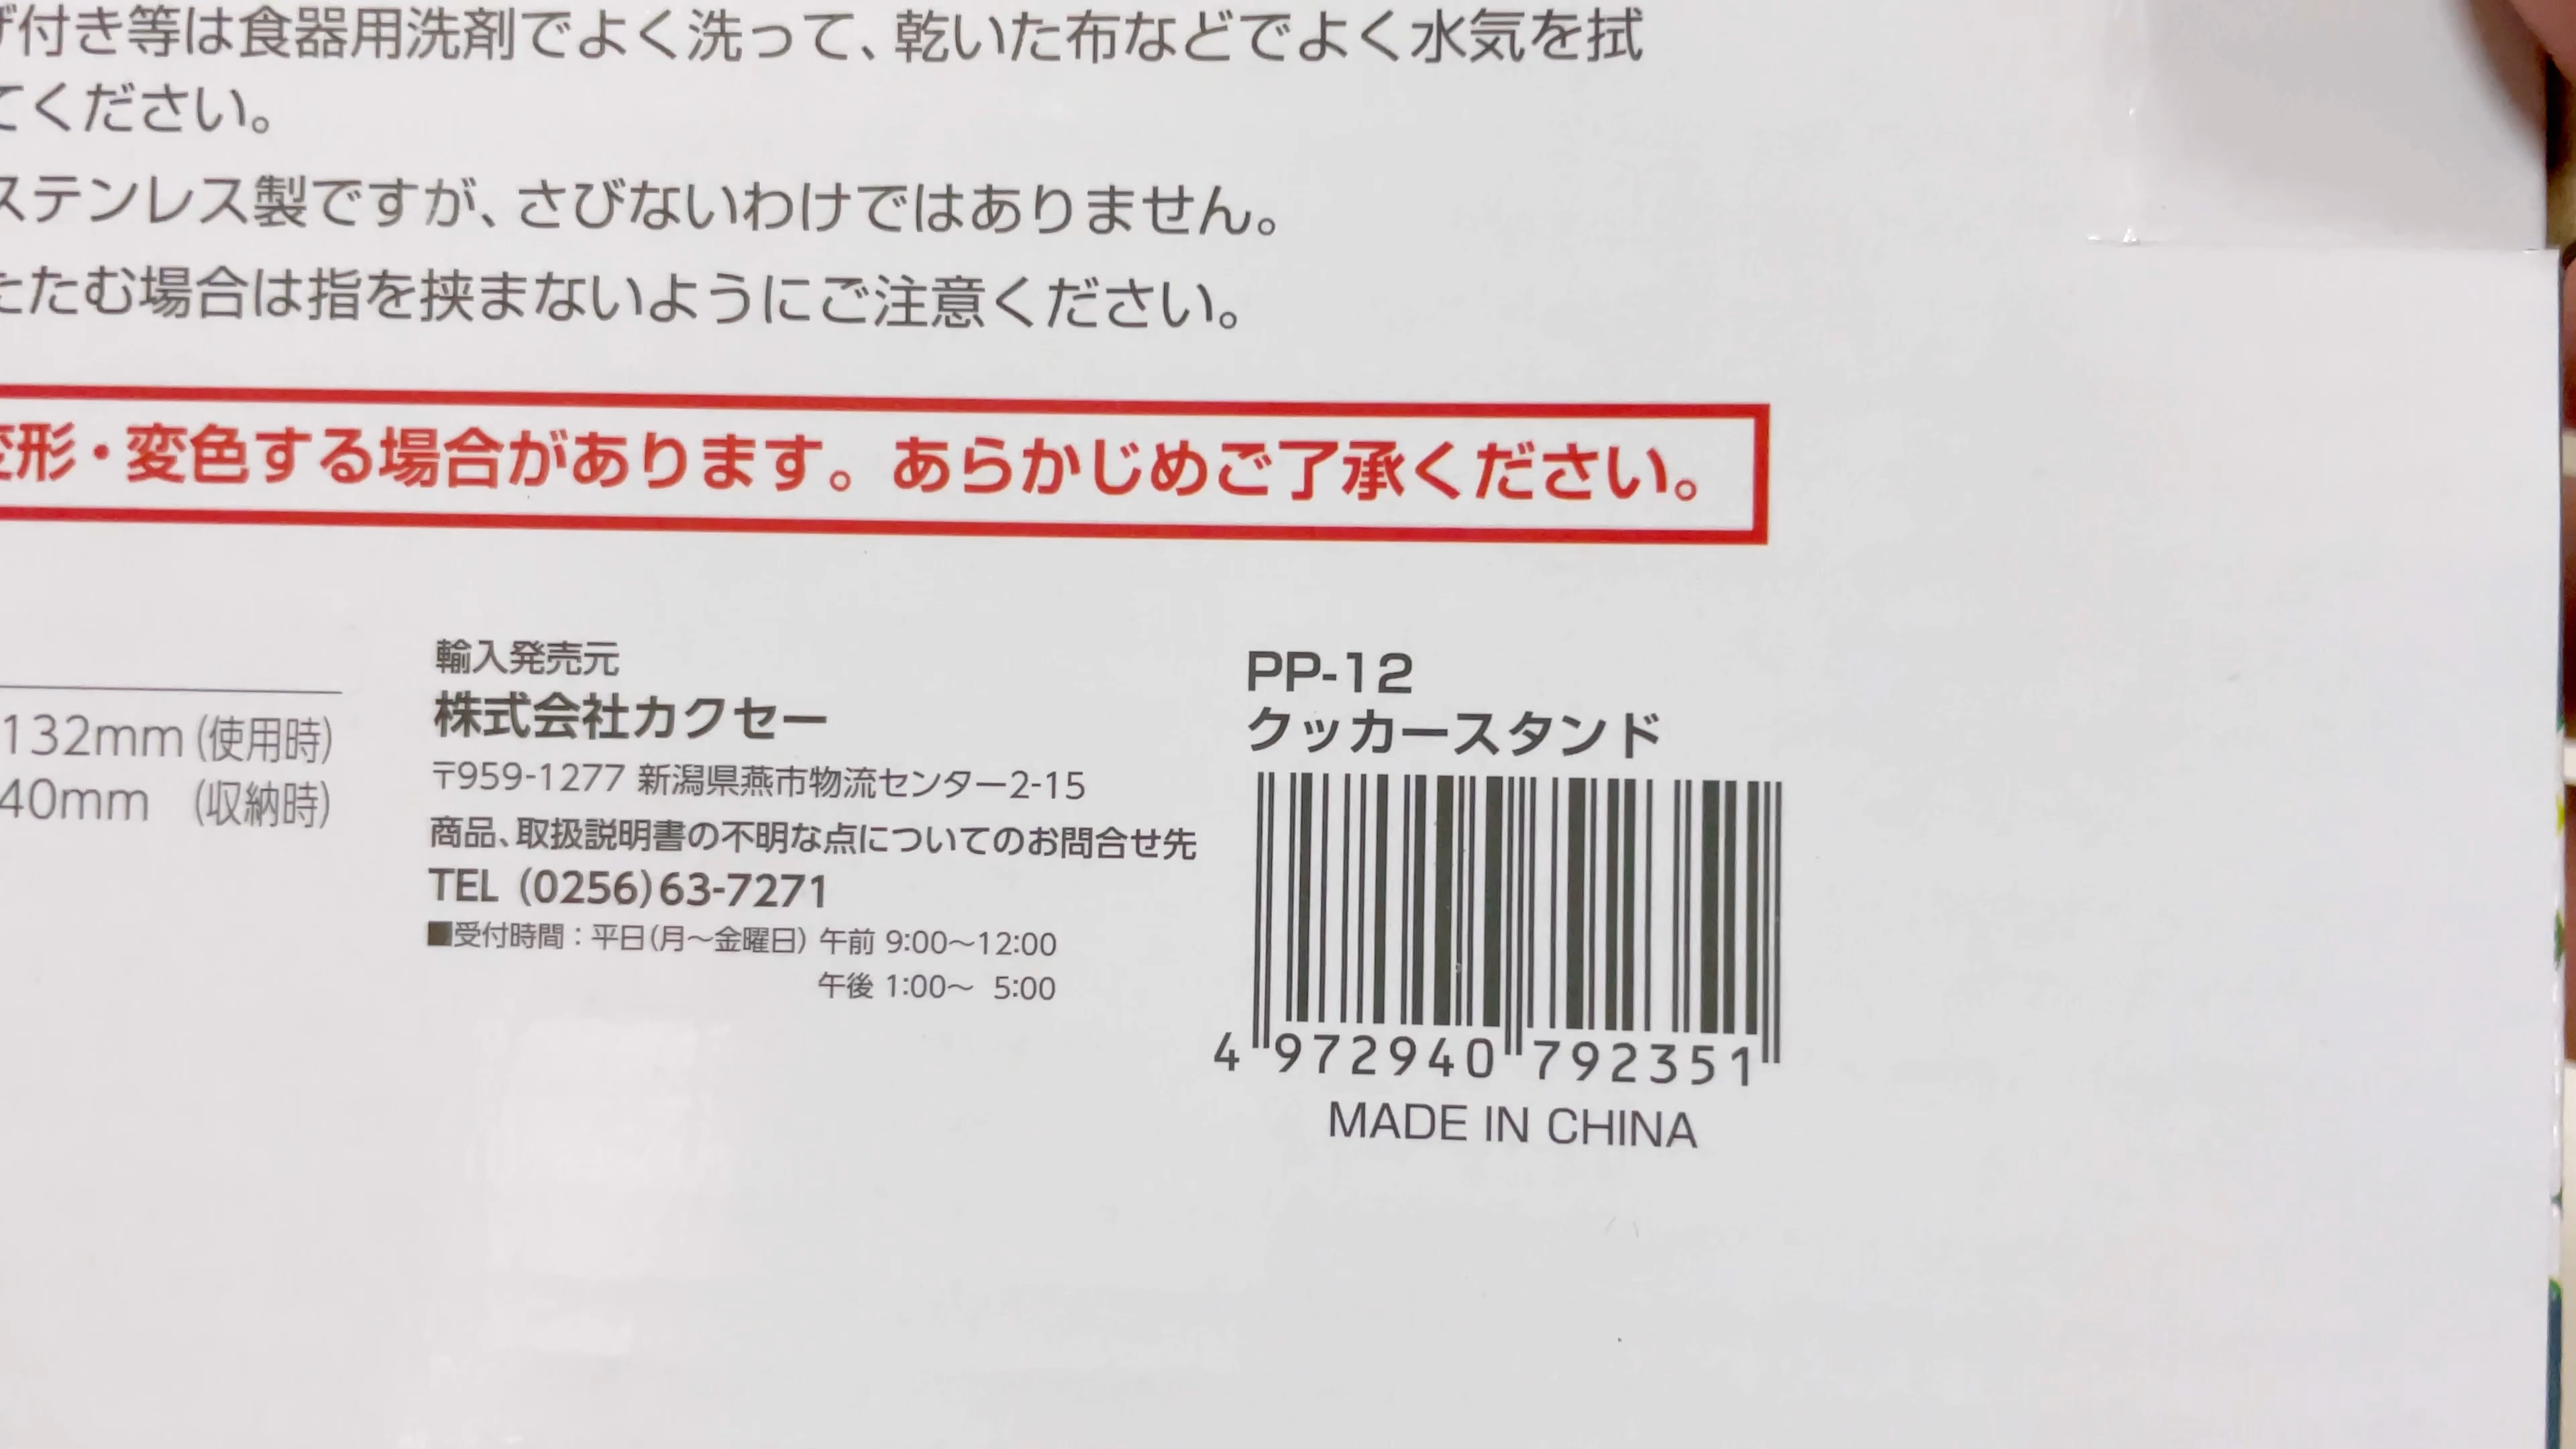 付き等は食器用洗剤でよく洗って、乾いた布などでよく水気を拭
てください。
ステンレス製ですが、さびないわけではありません。
たたむ場合は指を挟まないようにご注意ください。
変形・変色する場合があります。あらかじめご了承ください。
132mm (使用時)
40mm (収納時)
輸入発売元
株式会社カクセー
〒959-1277 新潟県燕市物流センター2-15
商品、取扱説明書の不明な点についてのお問合せ先
TEL (0256)63-7271
■受付時間：平日(月〜金曜日) 午前 9:00〜12:00
午後 1:00〜 5:00
PP-12
クッカースタンド
4 972940 792351
MADE IN CHINA